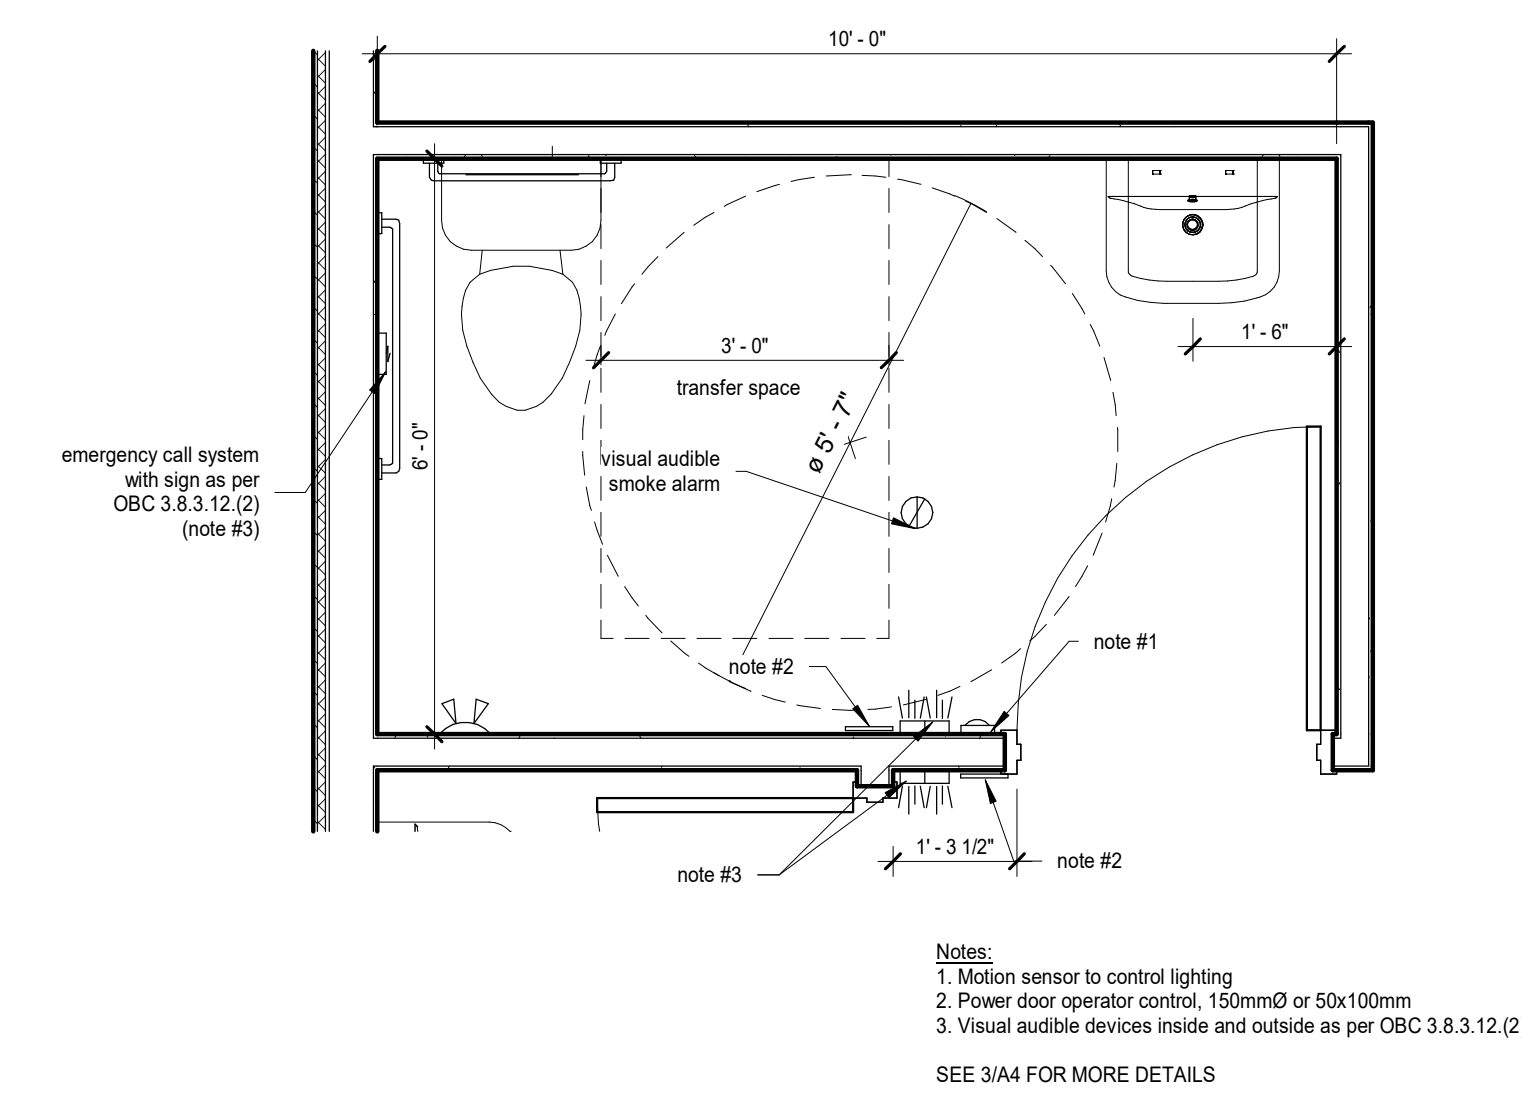 10' - 0"
1' - 6"
3' - 0"
transfer space
ø 5' - 7"
6' - 0"
emergency call system
with sign as per
OBC 3.8.3.12.(2)
(note #3)
visual audible
smoke alarm
note #1
note #2
1' - 3 1/2"
note #2
note #3
Notes:
1. Motion sensor to control lighting
2. Power door operator control, 150mmØ or 50x100mm
3. Visual audible devices inside and outside as per OBC 3.8.3.12.(2
SEE 3/A4 FOR MORE DETAILS